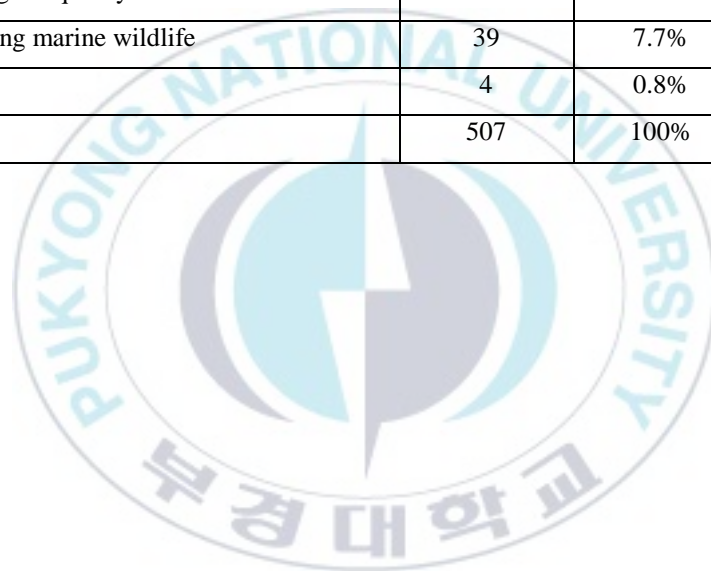 ng marine wildlife 39 7.7%
4 0.8%
507 100%
PUKYONG NATIONAL UNIVERSITY
부경대학교